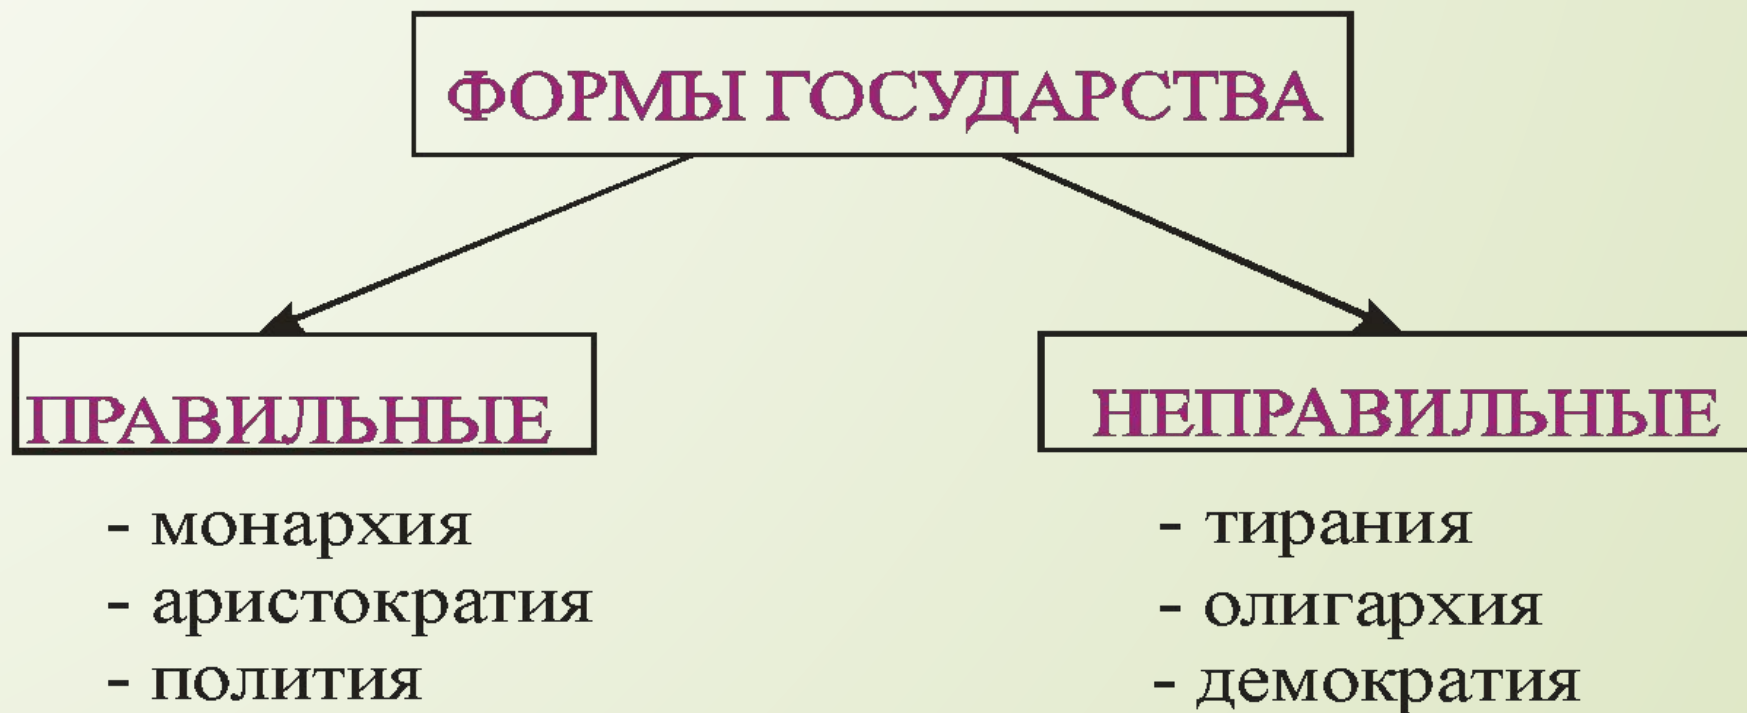 ФОРМЫ ГОСУДАРСТВА
ПРАВИЛЬНЫЕ
- монархия
- аристократия
- полития
НЕПРАВИЛЬНЫЕ
- тирания
- олигархия
- демократия